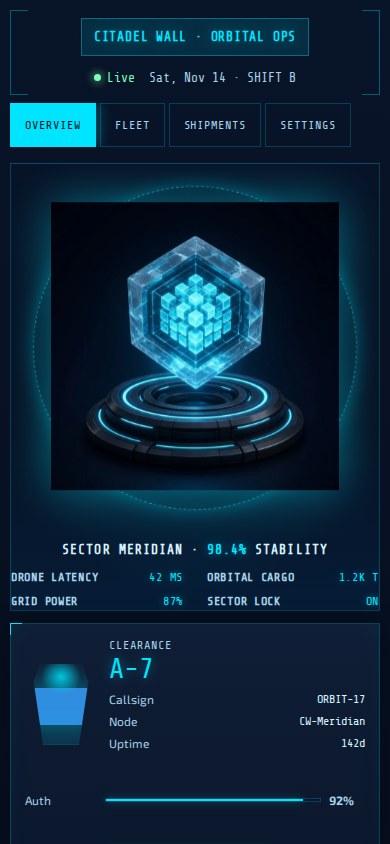 CITADEL WALL · ORBITAL OPS
Live Sat, Nov 14 · SHIFT B
OVERVIEW FLEET SHIPMENTS SETTINGS
SECTOR MERIDIAN · 98.4% STABILITY
DRONE LATENCY 42 MS ORBITAL CARGO 1.2K T
GRID POWER 87% SECTOR LOCK ON
CLEARANCE
A-7
Callsign ORBIT-17
Node CW-Meridian
Uptime 142d
Auth 92%